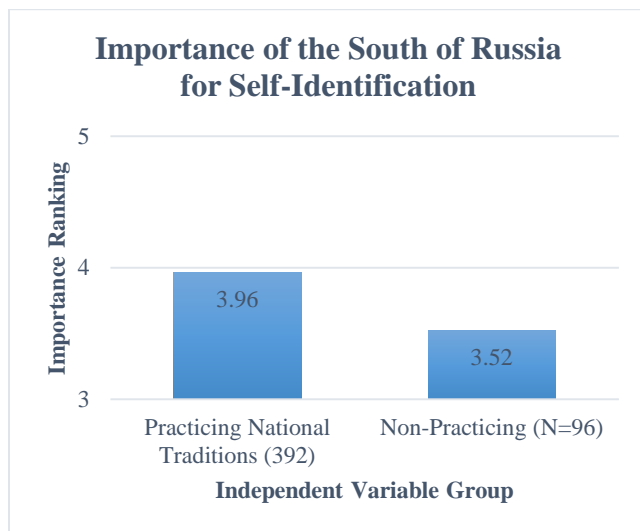 Importance of the South of Russia
for Self-Identification
5
4
3
Importance Ranking
3.96
3.52
Practicing National
Traditions (392)
Non-Practicing (N=96)
Independent Variable Group